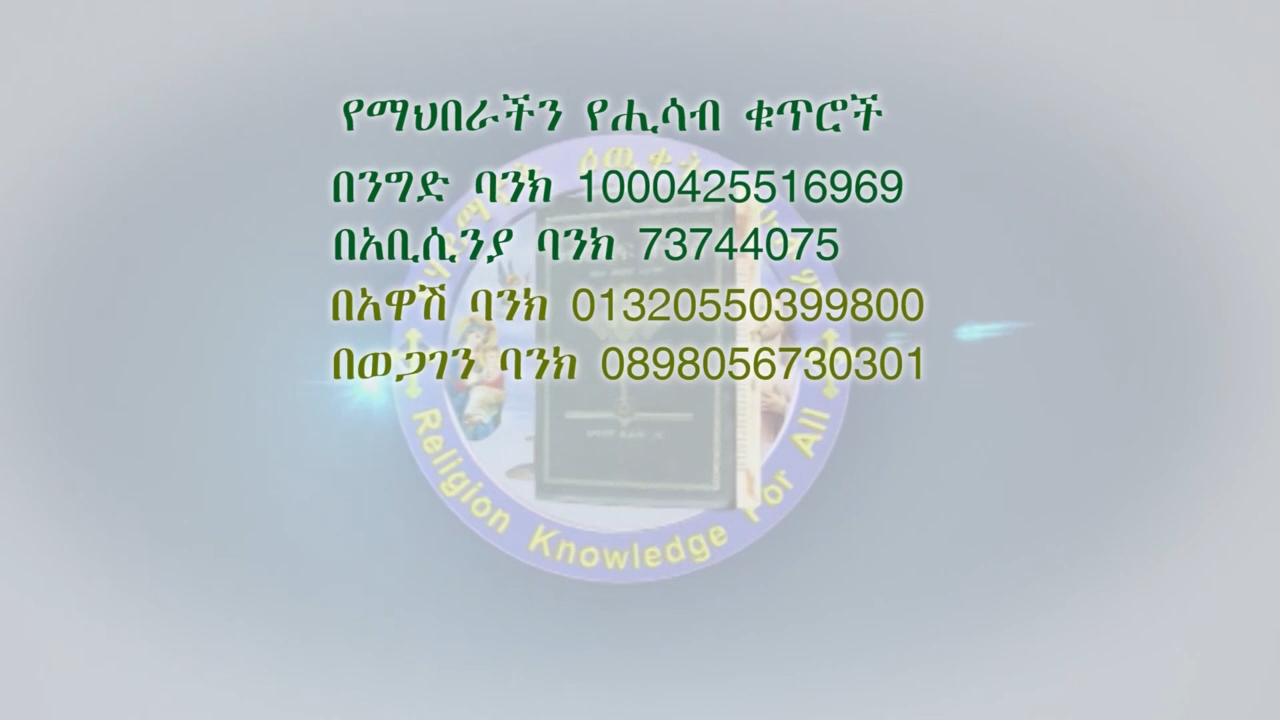 የማህበራችን የሒሳብ ቁጥሮች
በንግድ ባንክ 1000425516969
በአቢሲንያ ባንክ 73744075
በአዋሽ ባንክ 01320550399800
በወጋገን ባንክ 0898056730301
Religion Knowledge For All